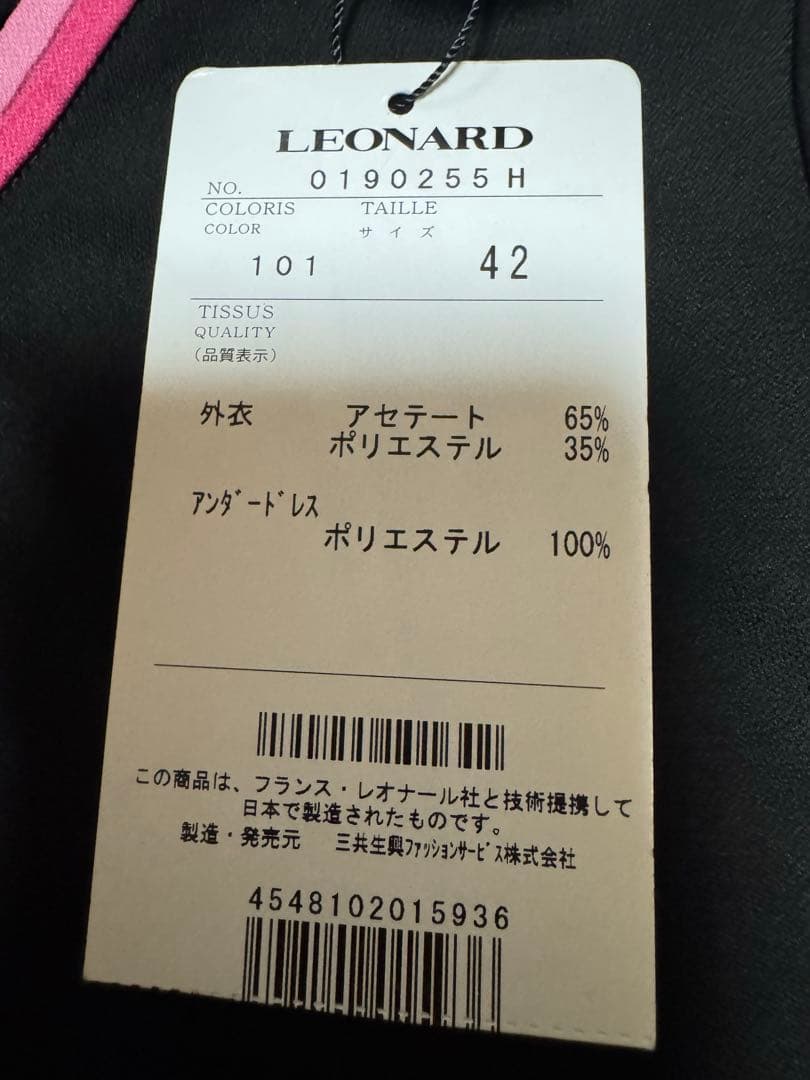 LEONARD
NO. 0190255H
COLORIS TAILLE
COLOR サイズ
101 42
TISSUS
QUALITY
(品質表示)
外衣 アセテート 65%
ポリエステル 35%
ｱﾝﾀﾞｰﾄﾞﾚｽ
ポリエステル 100%
この商品は、フランス・レオナール社と技術提携して
日本で製造されたものです。
製造・発売元 三共生興ﾌｧｯｼｮﾝｻｰﾋﾞｽ株式会社
4548102015936